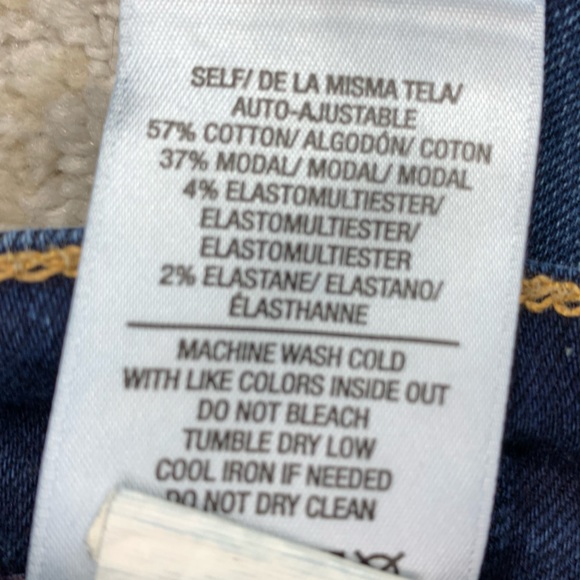 SELF/ DE LA MISMA TELA/
AUTO-AJUSTABLE
57% COTTON/ ALGODÓN/ COTON
37% MODAL/ MODAL/ MODAL
4% ELASTOMULTIESTER/
ELASTOMULTIESTER/
ELASTOMULTIESTER
2% ELASTANE/ ELASTANO/
ÉLASTHANNE
MACHINE WASH COLD
WITH LIKE COLORS INSIDE OUT
DO NOT BLEACH
TUMBLE DRY LOW
COOL IRON IF NEEDED
DO NOT DRY CLEAN